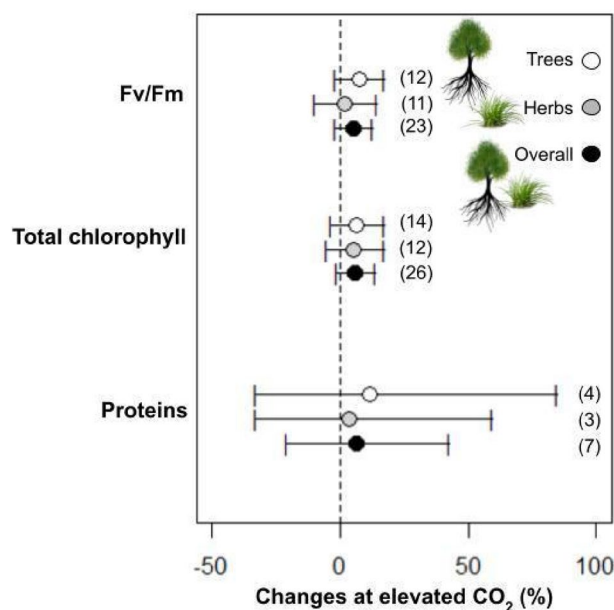 Fv/Fm
(12)
(11)
(23)
Trees
Herbs
Overall
Total chlorophyll
(14)
(12)
(26)
Proteins
(4)
(3)
(7)
-50 0 50 100
Changes at elevated CO₂ (%)